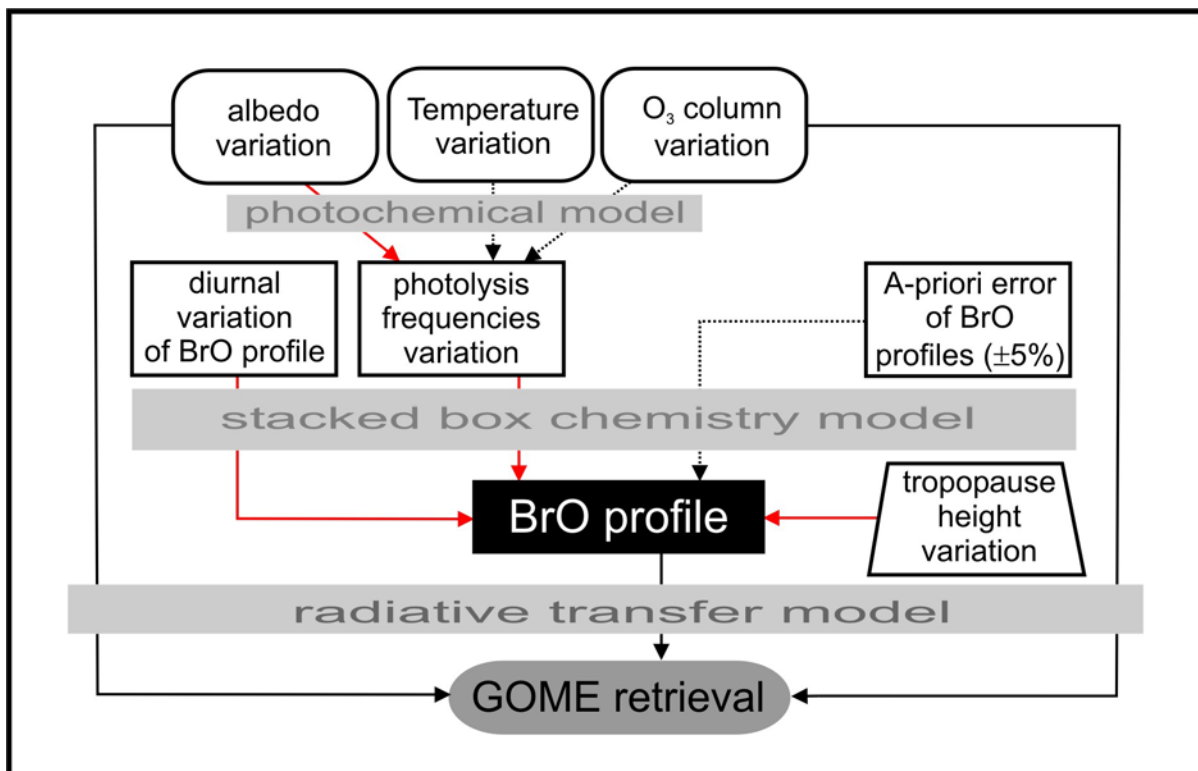 albedo
variation
Temperature
variation
O₃ column
variation
photochemical model
diurnal
variation
of BrO profile
photolysis
frequencies
variation
A-priori error
of BrO
profiles (±5%)
stacked box chemistry model
BrO profile
tropopause
height
variation
radiative transfer model
GOME retrieval